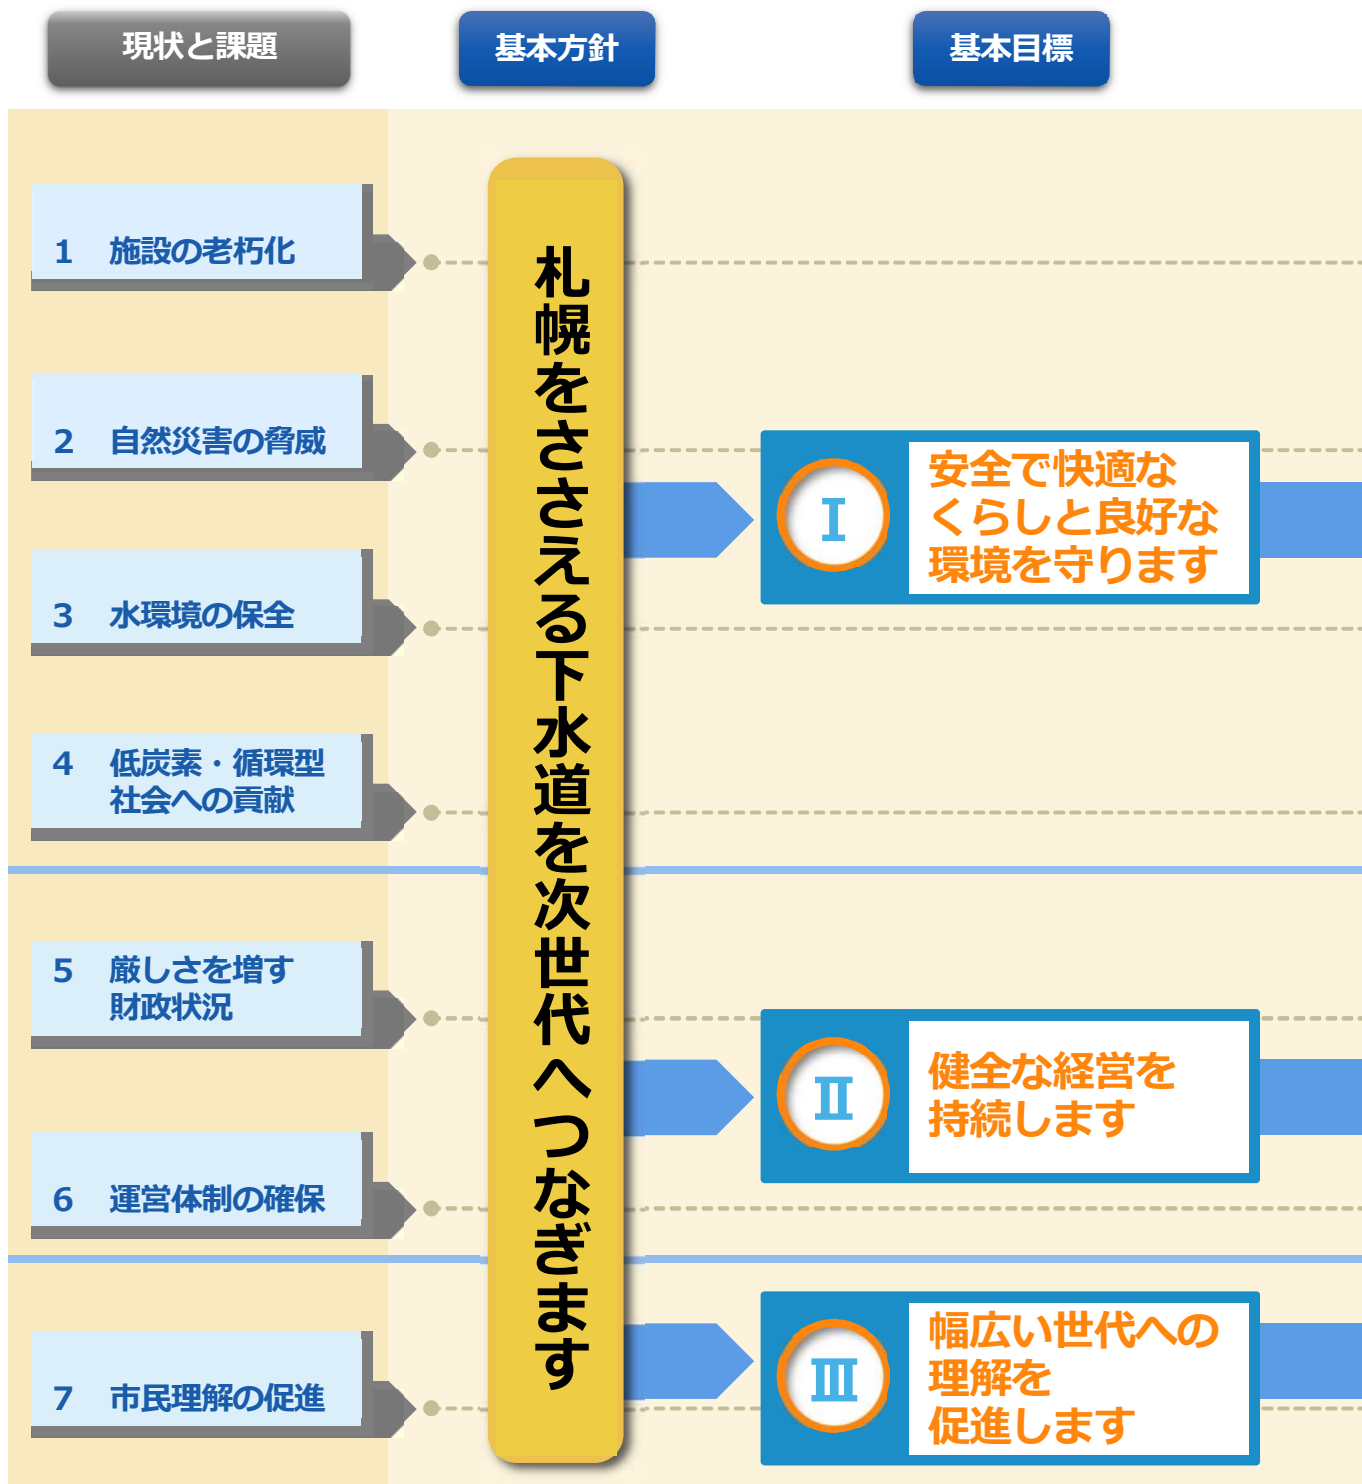 現状と課題
基本方針
基本目標
1 施設の老朽化
2 自然災害の脅威
3 水環境の保全
4 低炭素・循環型
社会への貢献
5 厳しさを増す
財政状況
6 運営体制の確保
7 市民理解の促進
札幌をささえる下水道を次世代へつなぎます
Ⅰ
安全で快適な
くらしと良好な
環境を守ります
Ⅱ
健全な経営を
持続します
Ⅲ
幅広い世代への
理解を
促進します